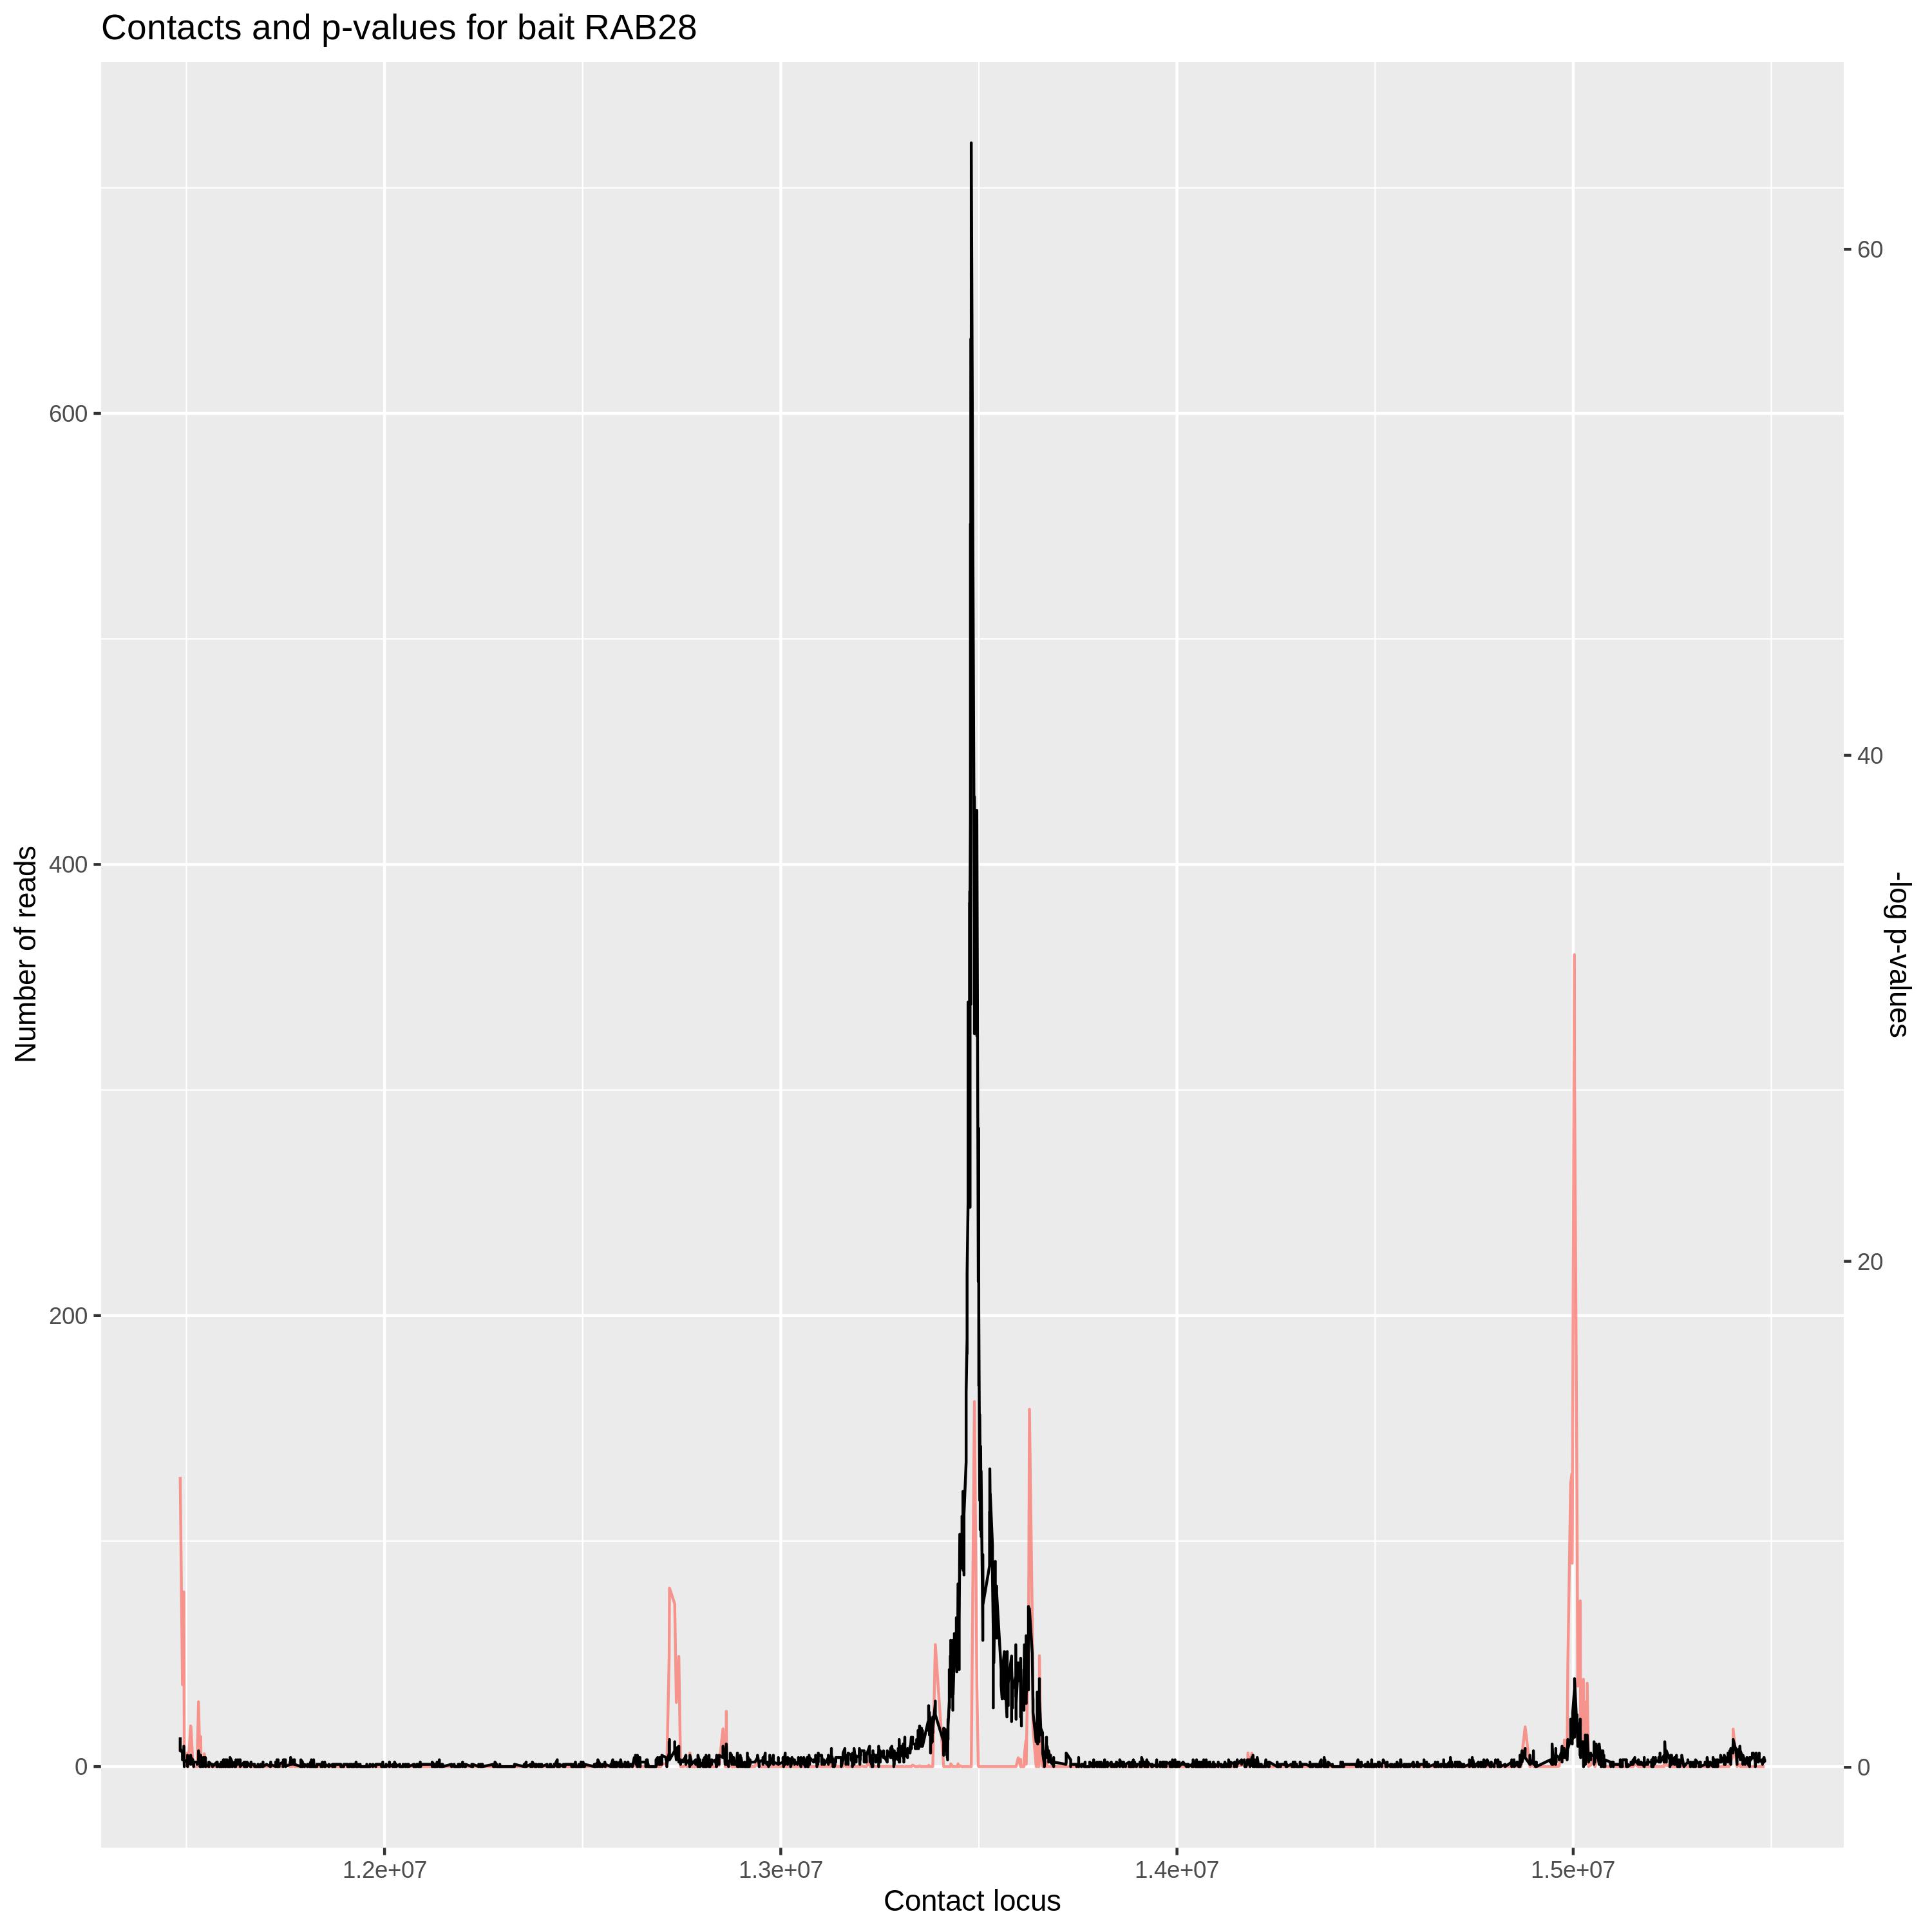 Contacts and p-values for bait RAB28
Number of reads
600
400
200
0
60
40
20
0
-log p-values
1.2e+07 1.3e+07 1.4e+07 1.5e+07
Contact locus